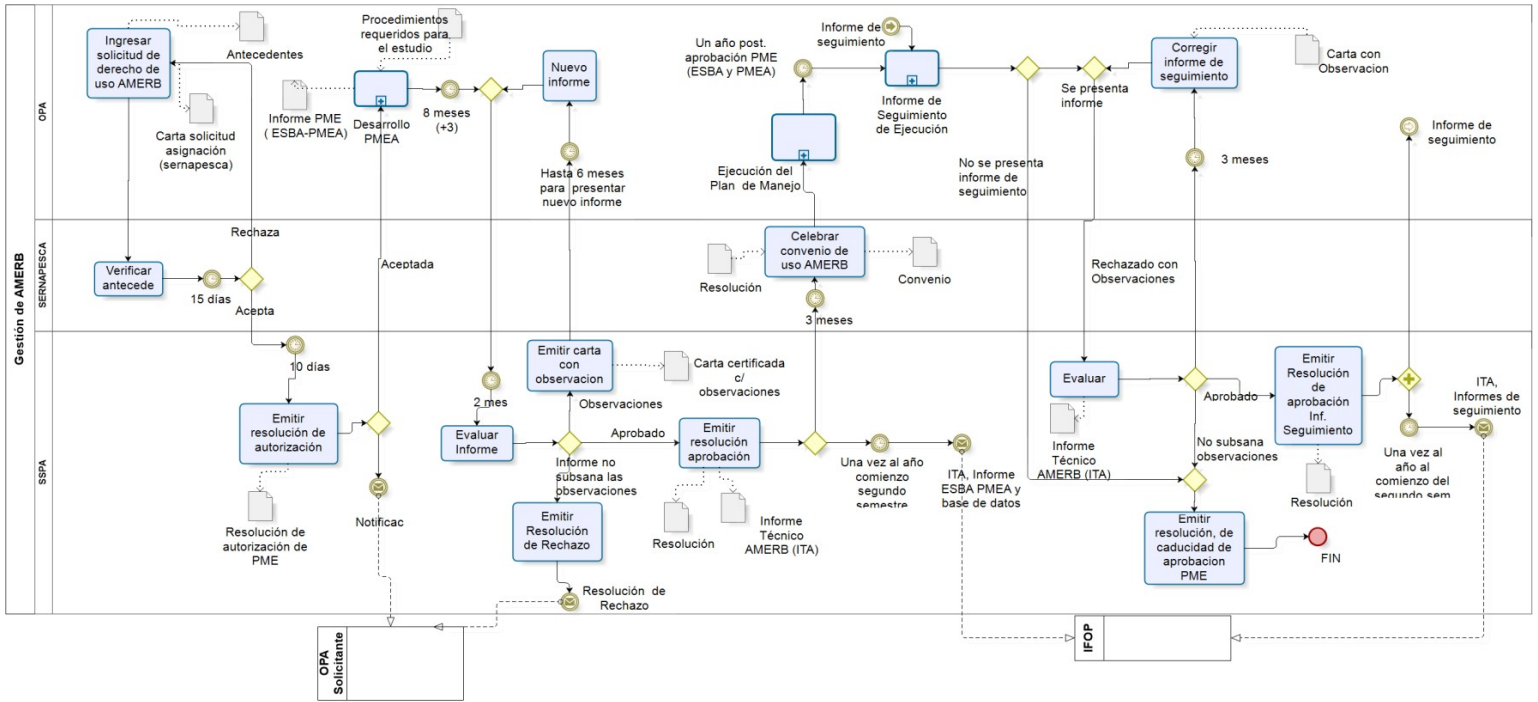 Gestión de AMERB
OPA
SERNAPESCA
SSPA
Ingresar
solicitud de
derecho de
uso AMERB
Antecedentes
Carta solicitud
asignación
(sernapesca)
Procedimientos
requeridos para
el estudio
Informe PME
( ESBA-PMEA)
Desarrollo
PMEA
8 meses
(+3)
Nuevo
informe
Hasta 6 meses
para presentar
nuevo informe
Un año post.
aprobación PME
(ESBA y PMEA)
Informe de
seguimiento
Informe de
Seguimiento
de Ejecución
Ejecución del
Plan de Manejo
No se presenta
informe de
seguimiento
Se presenta
informe
Corregir
informe de
seguimiento
Carta con
Observacion
3 meses
Informe de
seguimiento
Verificar
antecede
15 días
Rechaza
Acepta
Aceptada
Resolución
Celebrar
convenio de
uso AMERB
Convenio
3 meses
Rechazado con
Observaciones
10 días
Emitir
resolución de
autorización
Resolución de
autorización de
PME
Notificac
2 mes
Evaluar
Informe
Emitir carta
con
observacion
Carta certificada
c/
observaciones
Observaciones
Aprobado
Informe no
subsana las
observaciones
Emitir
Resolución
de Rechazo
Resolución de
Rechazo
Emitir
resolución
aprobación
Resolución
Informe
Técnico
AMERB (ITA)
Una vez al año
comienzo
segundo
semestre
ITA, Informe
ESBA PMEA y
base de datos
Evaluar
Informe
Técnico
AMERB (ITA)
Aprobado
No subsana
observaciones
Emitir
Resolución
de
aprobación
Inf.
Seguimiento
Resolución
Emitir
resolución, de
caducidad de
aprobacion
PME
FIN
ITA,
Informes de
seguimiento
Una vez al
año al
comienzo del
segundo sem
OPA
Solicitante
IFOP